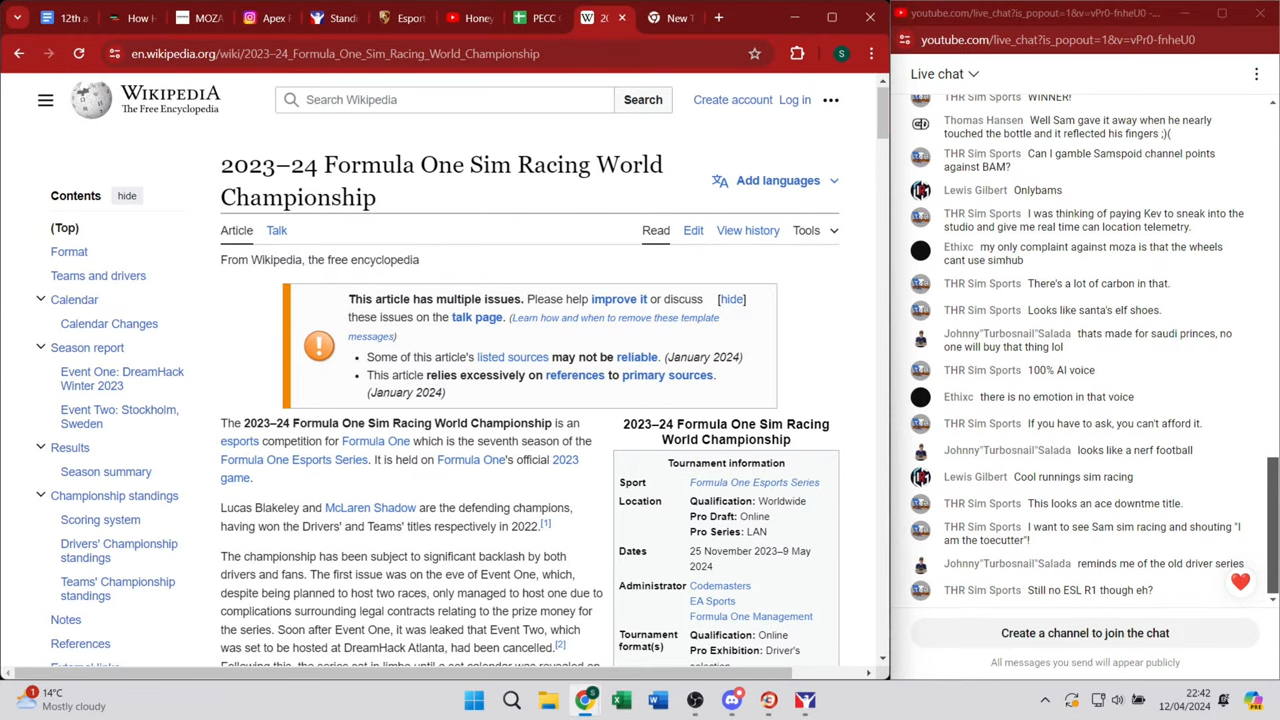 12th a
How H
MOZA
Apex F
Standi
Esport
Honey
PECC C
20
New T
youtube.com/live_chat?is_popout=1&v=vPr0-fnheU0 -...
en.wikipedia.org/wiki/2023–24_Formula_One_Sim_Racing_World_Championship
S
youtube.com/live_chat?is_popout=1&v=vPr0-fnheU0
WIKIPEDIA
The Free Encyclopedia
Search Wikipedia
Search
Create account Log in
2023–24 Formula One Sim Racing World
Championship
Add languages
Article Talk
Read Edit View history Tools
From Wikipedia, the free encyclopedia
Contents hide
(Top)
Format
Teams and drivers
Calendar
Calendar Changes
Season report
Event One: DreamHack
Winter 2023
Event Two: Stockholm,
Sweden
Results
Season summary
Championship standings
Scoring system
Drivers' Championship
standings
Teams' Championship
standings
Notes
References
External links
This article has multiple issues. Please help improve it or discuss [hide]
these issues on the talk page. (Learn how and when to remove these template
messages)
• Some of this article's listed sources may not be reliable. (January 2024)
• This article relies excessively on references to primary sources.
(January 2024)
The 2023–24 Formula One Sim Racing World Championship is an
esports competition for Formula One which is the seventh season of the
Formula One Esports Series. It is held on Formula One's official 2023
game.
Lucas Blakeley and McLaren Shadow are the defending champions,
having won the Drivers' and Teams' titles respectively in 2022.[1]
The championship has been subject to significant backlash by both
drivers and fans. The first issue was on the eve of Event One, which,
despite being planned to host two races, only managed to host one due to
complications surrounding legal contracts relating to the prize money for
the series. Soon after Event One, it was leaked that Event Two, which
was set to be hosted at DreamHack Atlanta, had been cancelled.[2]
Following this, the series sat in limbo until a set calendar was revealed on
2023–24 Formula One Sim Racing
World Championship
Tournament information
Sport Formula One Esports Series
Location Qualification: Worldwide
Pro Draft: Online
Pro Series: LAN
Dates 25 November 2023–9 May
2024
Administrator Codemasters
EA Sports
Formula One Management
Tournament Qualification: Online
format(s) Pro Exhibition: Driver's
selection
Live chat
THR Sim Sports WINNER!
Thomas Hansen Well Sam gave it away when he nearly
touched the bottle and it reflected his fingers ;)(
THR Sim Sports Can I gamble Samspoid channel points
against BAM?
Lewis Gilbert Onlybams
THR Sim Sports I was thinking of paying Kev to sneak into the
studio and give me real time can location telemetry.
Ethixc my only complaint against moza is that the wheels
cant use simhub
THR Sim Sports There's a lot of carbon in that.
THR Sim Sports Looks like santa's elf shoes.
Johnny"Turbosnail"Salada thats made for saudi princes, no
one will buy that thing lol
THR Sim Sports 100% AI voice
Ethixc there is no emotion in that voice
THR Sim Sports If you have to ask, you can't afford it.
Johnny"Turbosnail"Salada looks like a nerf football
Lewis Gilbert Cool runnings sim racing
THR Sim Sports This looks an ace downtme title.
THR Sim Sports I want to see Sam sim racing and shouting "I
am the toecutter"!
Johnny"Turbosnail"Salada reminds me of the old driver series
THR Sim Sports Still no ESL R1 though eh?
Create a channel to join the chat
All messages you send will appear publicly
1
14°C
Mostly cloudy
22:42
12/04/2024